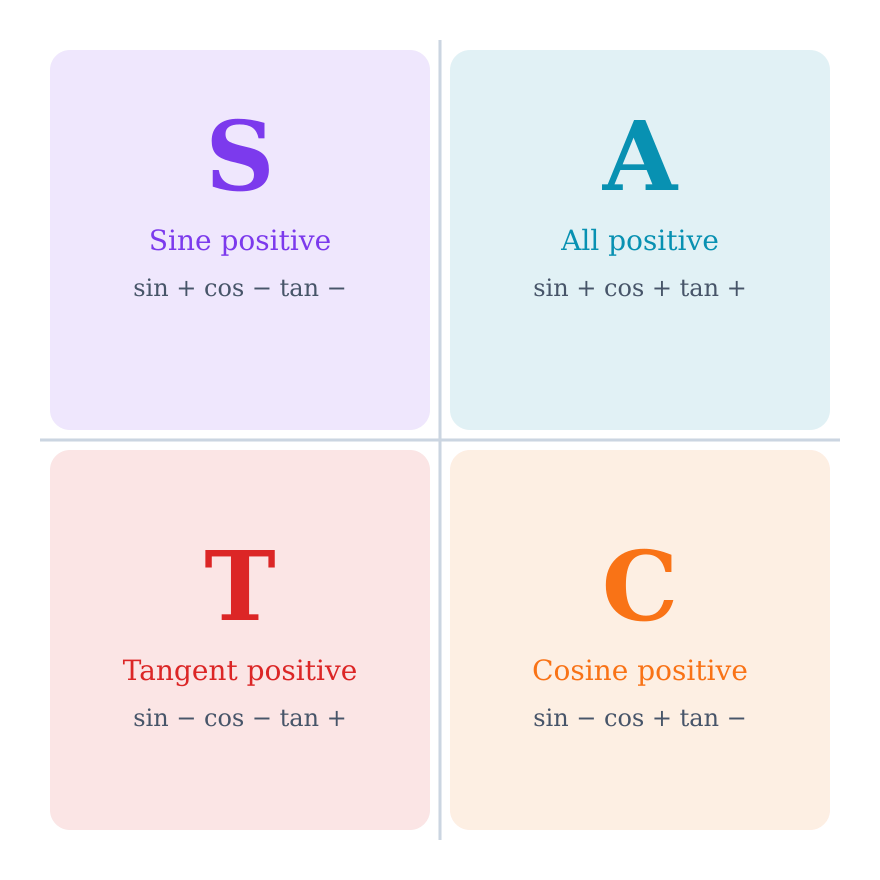 S
Sine positive
sin + cos − tan −
A
All positive
sin + cos + tan +
T
Tangent positive
sin − cos − tan +
C
Cosine positive
sin − cos + tan −